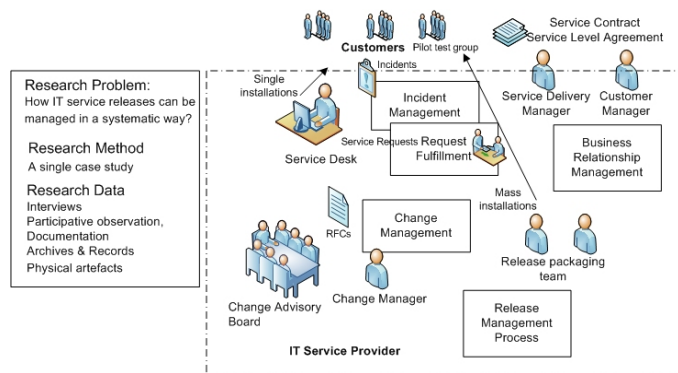 Research Problem:
How IT service releases can be
managed in a systematic way?
Research Method
A single case study
Research Data
Interviews
Participative observation,
Documentation
Archives & Records
Physical artefacts
Customers
Pilot test group
Service Contract
Service Level Agreement
Single
installations
Incidents
Incident
Management
Service Delivery
Manager
Customer
Manager
Service Desk
Service Requests
Request
Fulfillment
Business
Relationship
Management
Mass
installations
RFCs
Change
Management
Release packaging
team
Change Advisory
Board
Change Manager
Release
Management
Process
IT Service Provider